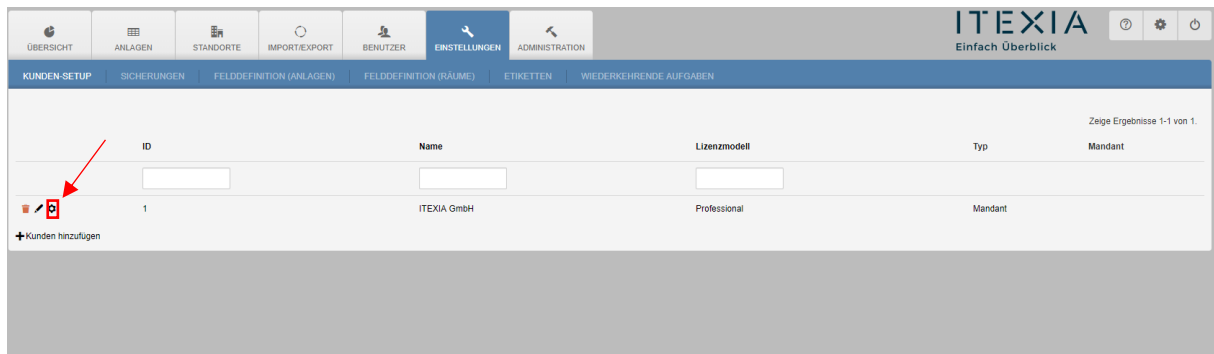 ÜBERSICHT ANLAGEN STANDORTE IMPORT/EXPORT BENUTZER EINSTELLUNGEN ADMINISTRATION
ITEXIA
Einfach Überblick
KUNDEN-SETUP SICHERUNGEN FELDDEFINITION (ANLAGEN) FELDDEFINITION (RÄUME) ETIKETTEN WIEDERKEHRENDE AUFGABEN
Zeige Ergebnisse 1-1 von 1.
ID Name Lizenzmodell Typ Mandant
1 ITEXIA GmbH Professional Mandant
Kunden hinzufügen